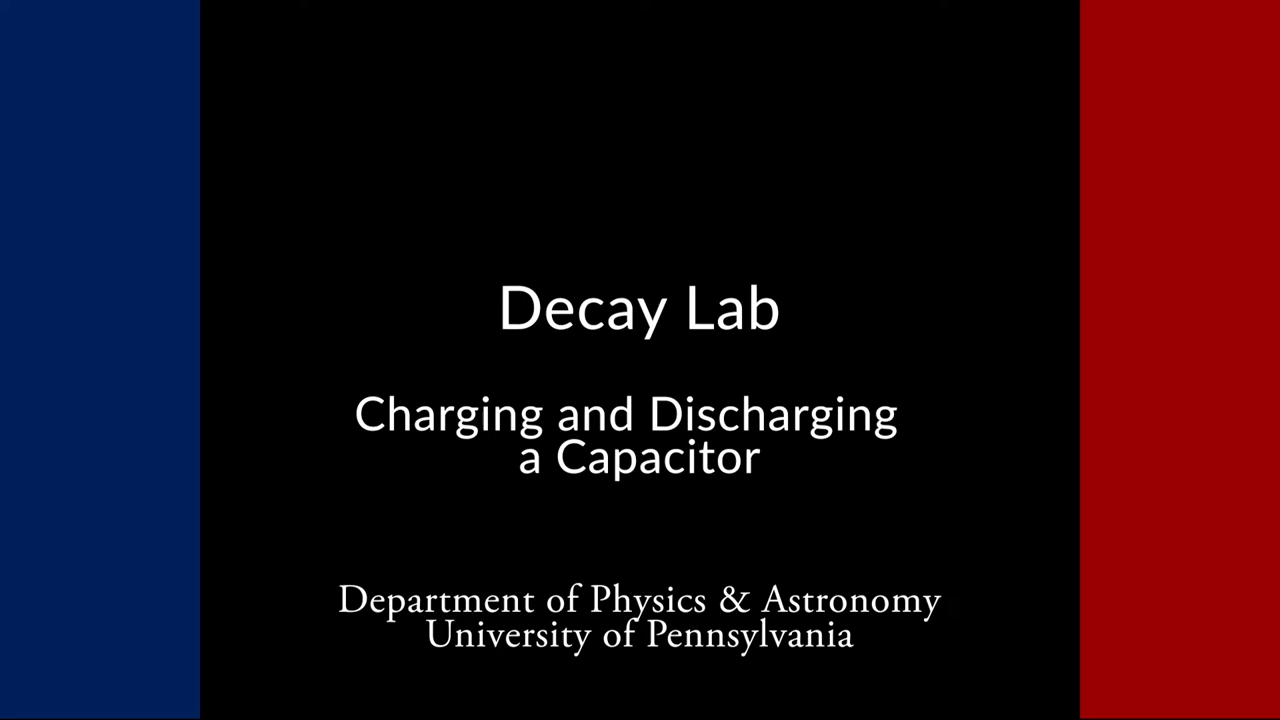 Decay Lab
Charging and Discharging
a Capacitor
Department of Physics & Astronomy
University of Pennsylvania